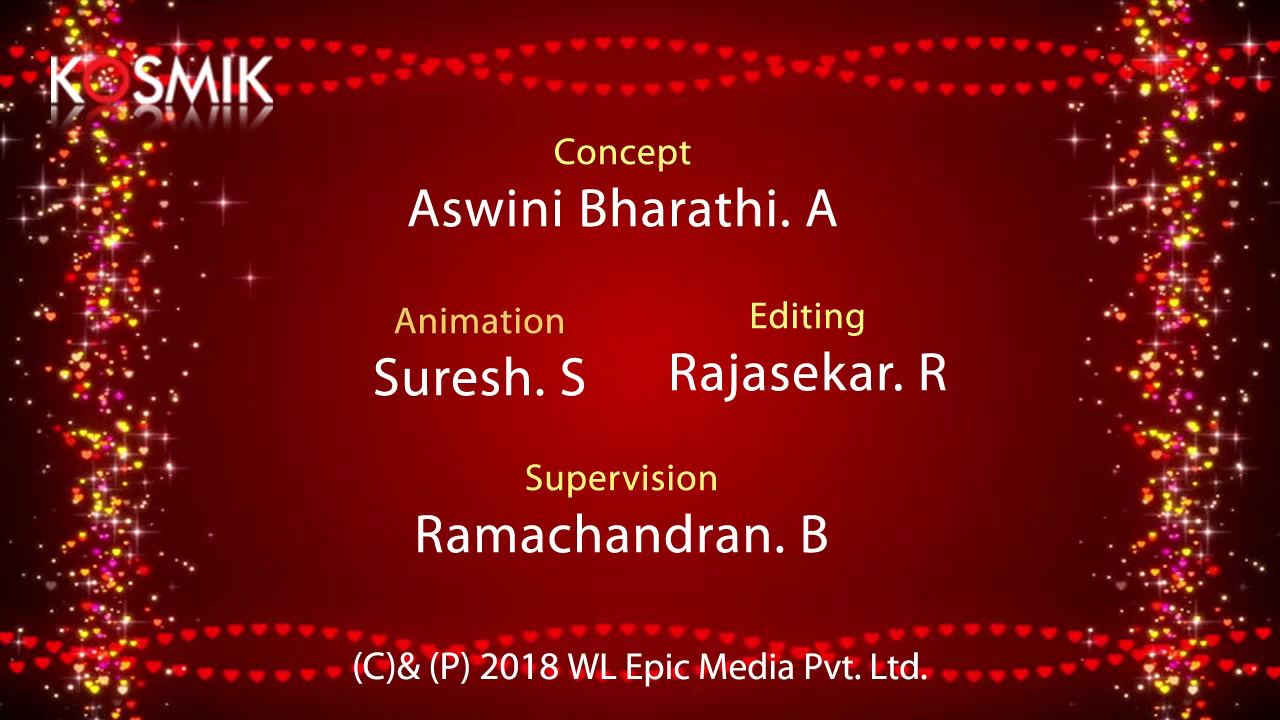 KOSMIK
Concept
Aswini Bharathi. A
Animation
Suresh. S
Editing
Rajasekar. R
Supervision
Ramachandran. B
(C)& (P) 2018 WL Epic Media Pvt. Ltd.